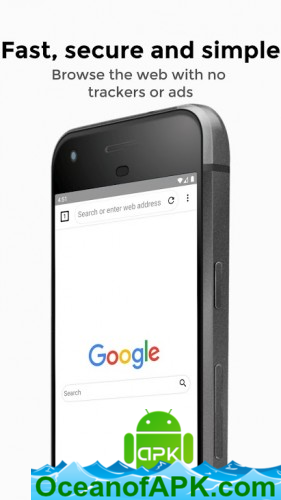 Fast, secure and simple
Browse the web with no
trackers or ads
4:51
1
Search or enter web address
Google
Search
APK
OceanofAPK.com